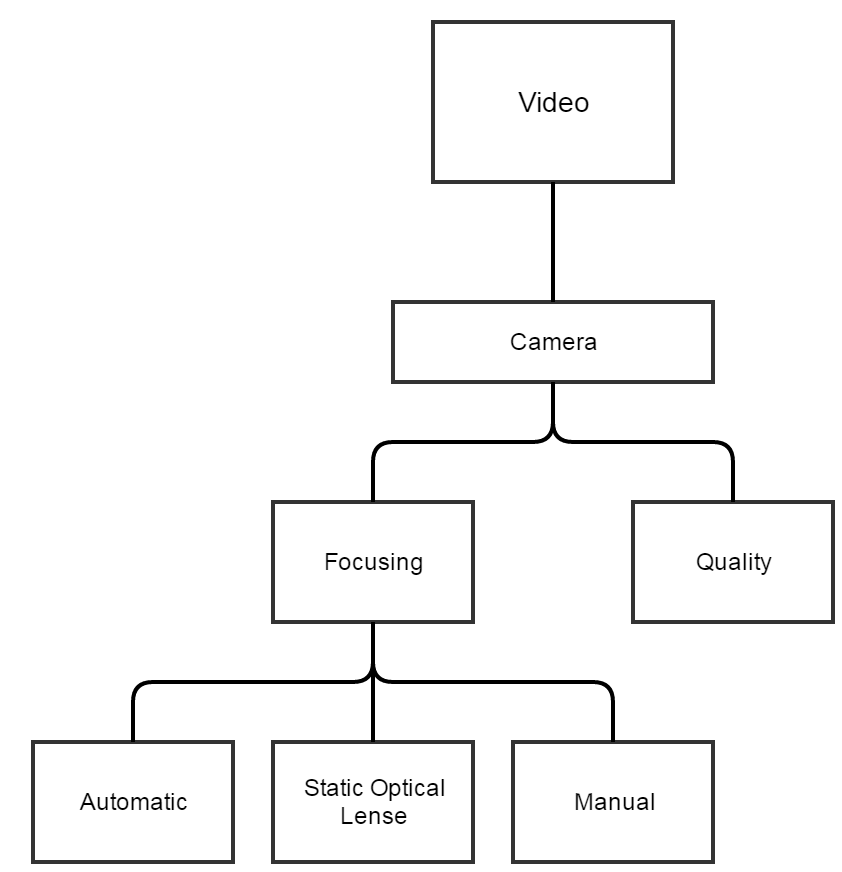 Video
Camera
Focusing
Quality
Automatic
Static Optical
Lense
Manual